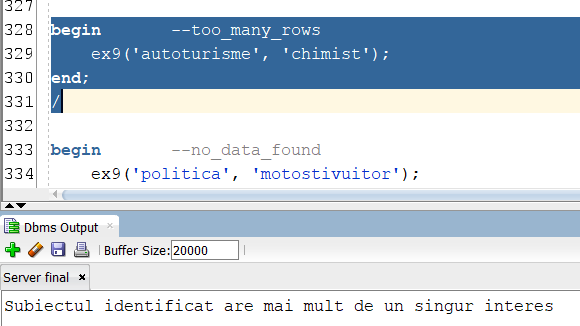 327
328 begin --too_many_rows
329 ex9('autoturisme', 'chimist');
330 end;
331 /
332
333 begin --no_data_found
334 ex9('politica', 'motostivuitor');
Dbms Output ×
Buffer Size: 20000
Server final ×
Subiectul identificat are mai mult de un singur interes